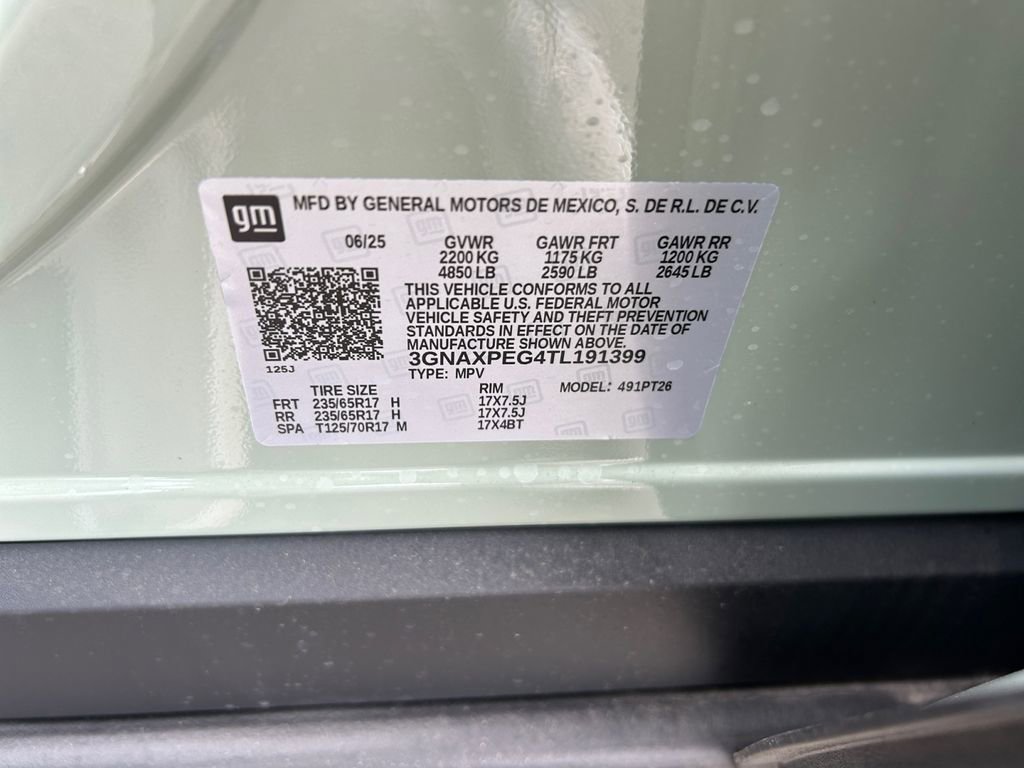 gm MFD BY GENERAL MOTORS DE MEXICO, S. DE R.L. DE C.V.
06/25 GVWR GAWR FRT GAWR RR
2200 KG 1175 KG 1200 KG
4850 LB 2590 LB 2645 LB
THIS VEHICLE CONFORMS TO ALL
APPLICABLE U.S. FEDERAL MOTOR
VEHICLE SAFETY AND THEFT PREVENTION
STANDARDS IN EFFECT ON THE DATE OF
MANUFACTURE SHOWN ABOVE.
3GNAXPEG4TL191399
125J
TYPE: MPV
TIRE SIZE RIM MODEL: 491PT26
FRT 235/65R17 H 17X7.5J
RR 235/65R17 H 17X7.5J
SPA T125/70R17 M 17X4BT